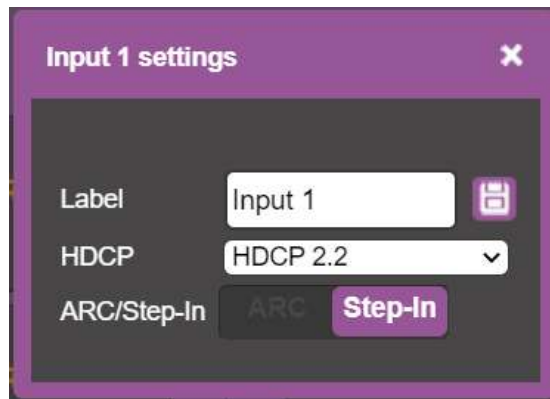 Input 1 settings
Label Input 1
HDCP HDCP 2.2
ARC/Step-In ARC Step-In